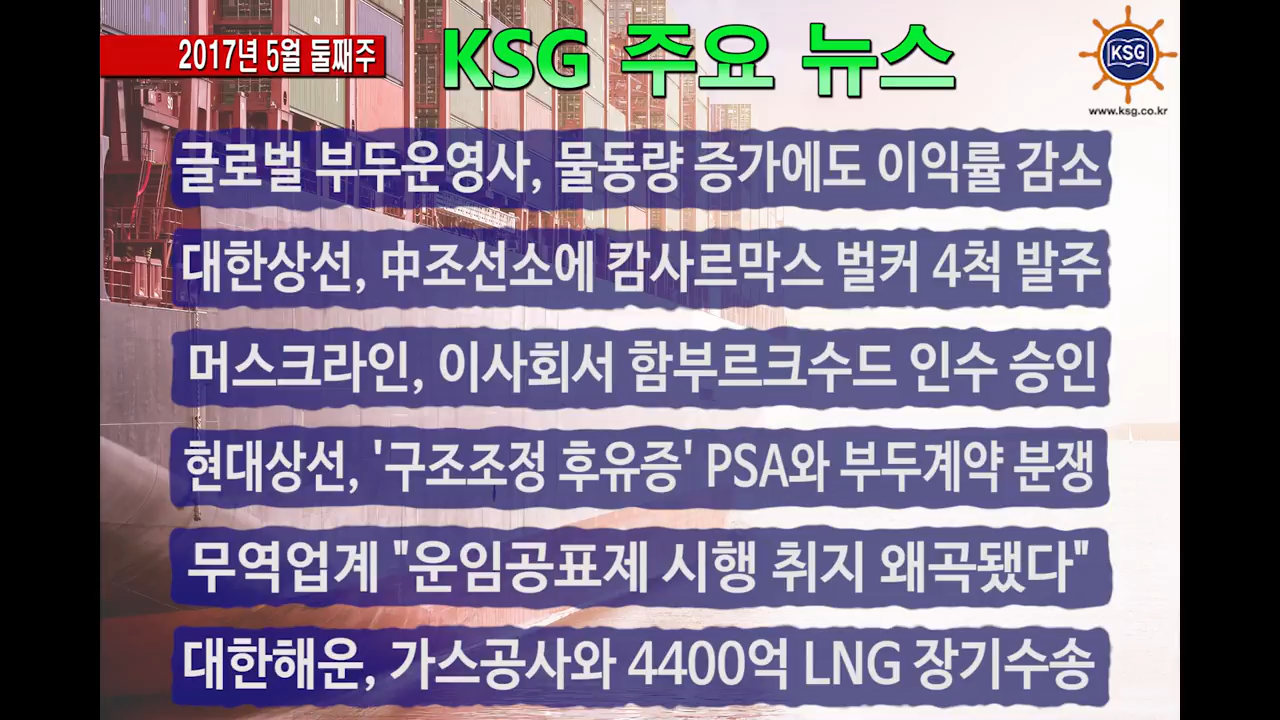 2017년 5월 둘째주
KSG 주요 뉴스
KSG
www.ksg.co.kr
글로벌 부두운영사, 물동량 증가에도 이익률 감소
대한상선, 中조선소에 캄사르막스 벌커 4척 발주
머스크라인, 이사회서 함부르크수드 인수 승인
현대상선, '구조조정 후유증' PSA와 부두계약 분쟁
무역업계 "운임공표제 시행 취지 왜곡됐다"
대한해운, 가스공사와 4400억 LNG 장기수송